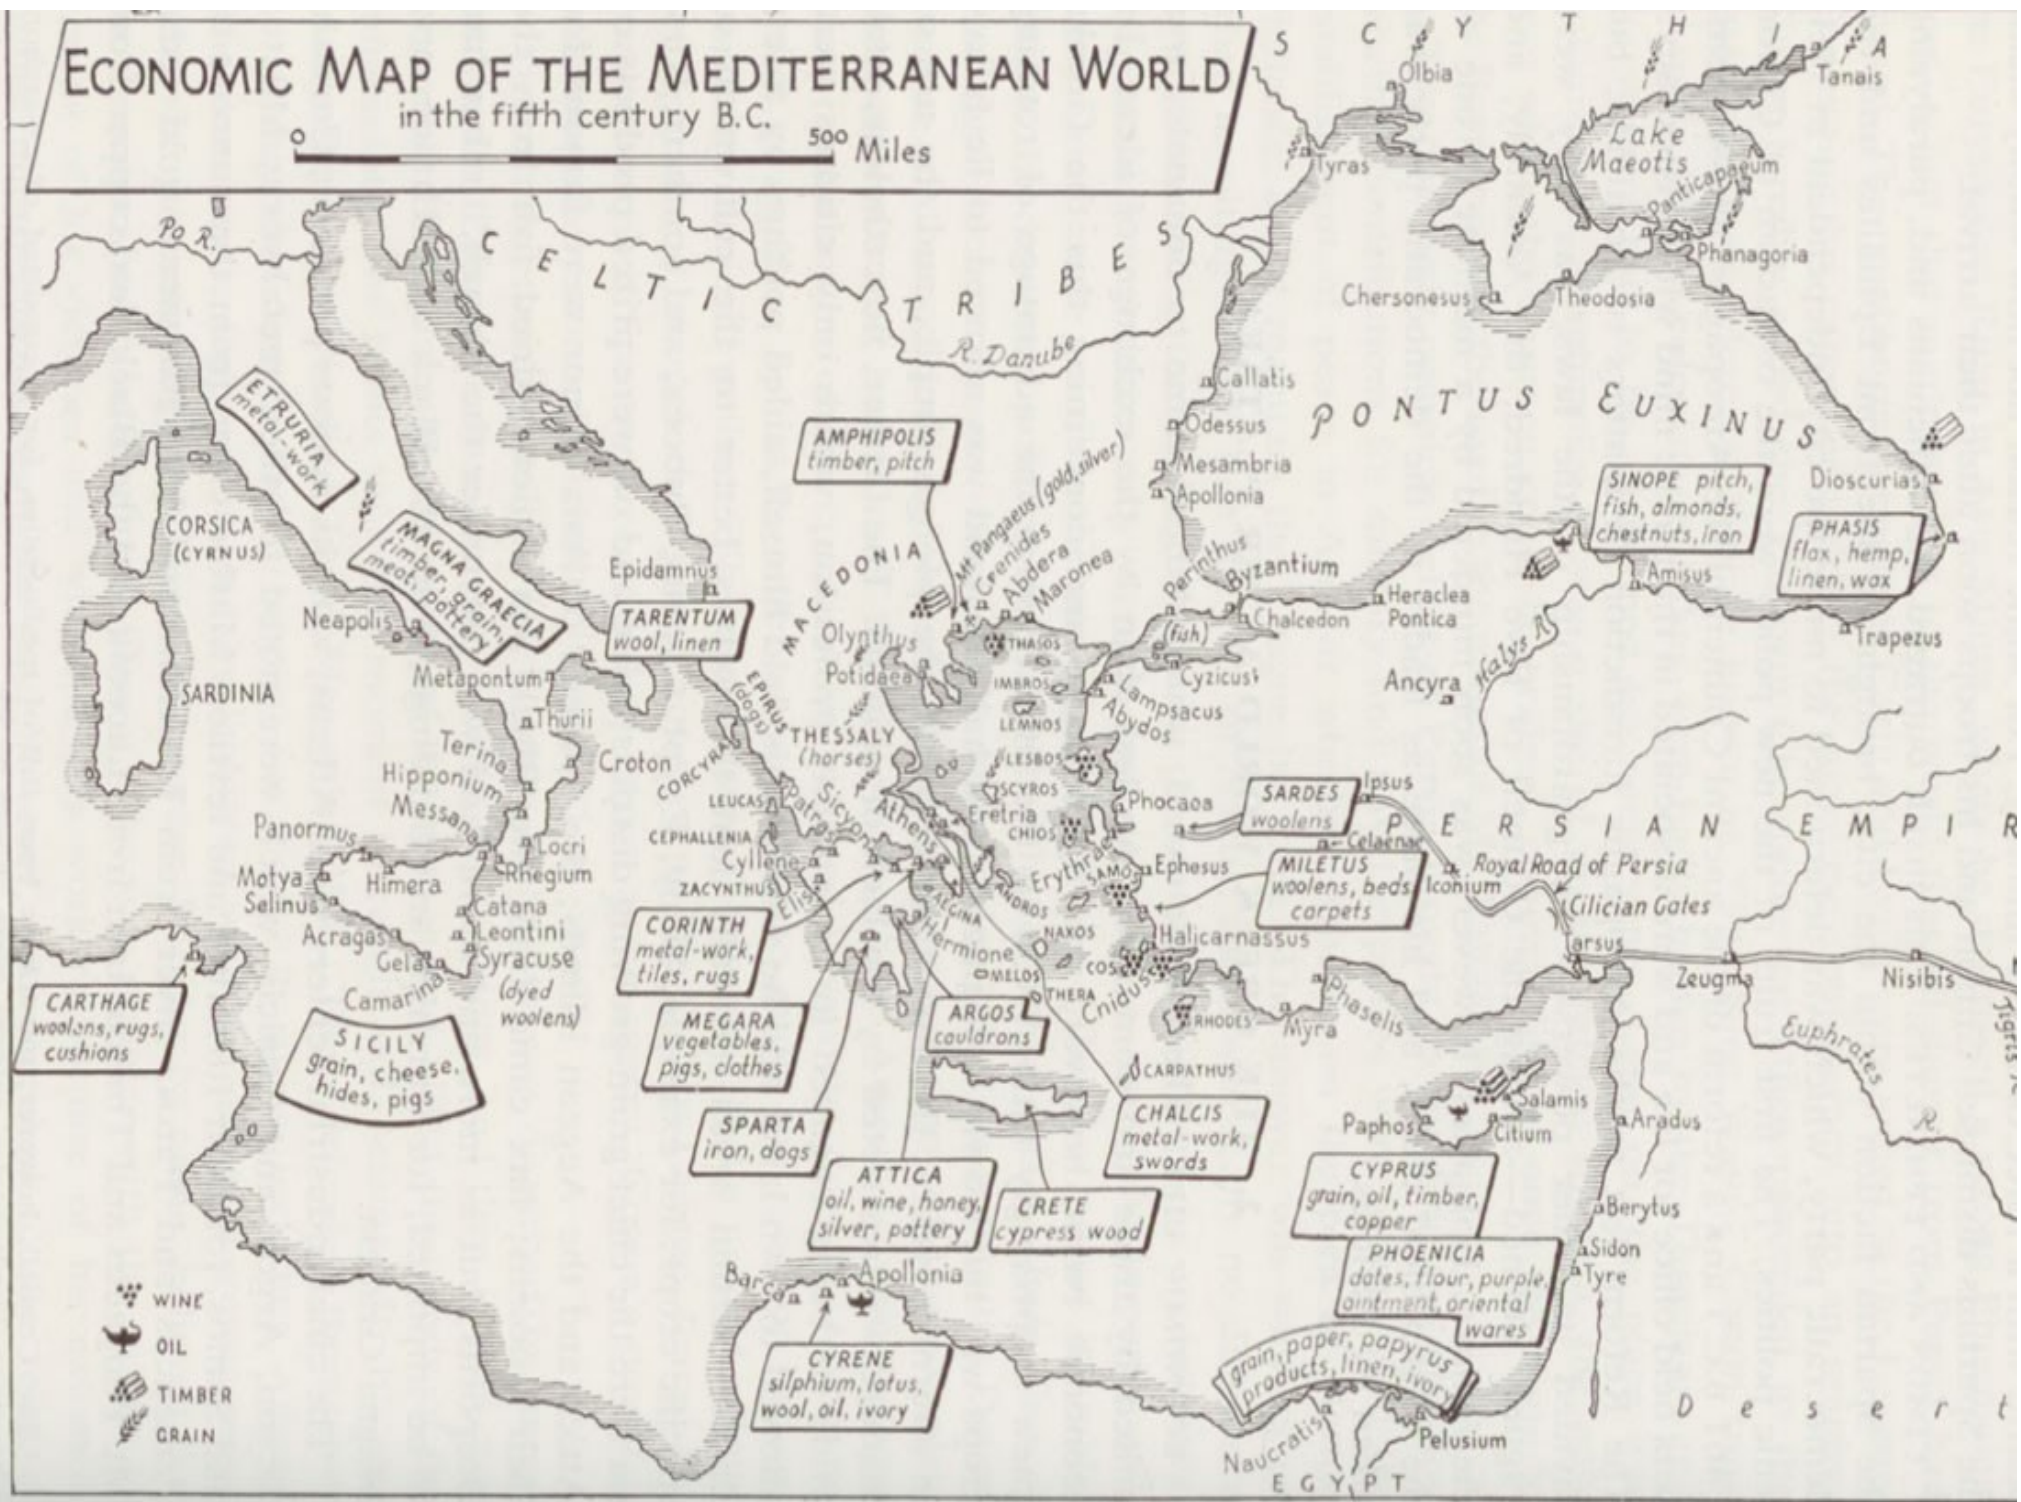 ECONOMIC MAP OF THE MEDITERRANEAN WORLD
in the fifth century B.C.
0 500 Miles
S C Y T H I A
Olbia
Tanais
Tyras
Lake
Maeotis
Panticapaeum
Phanagoria
Chersonesus
Theodosia
Po R.
C E L T I C T R I B E S
R. Danube
Callatis
Odessus
Mesambria
Apollonia
PONTUS EUXINUS
ETRURIA
metal-work
CORSICA
(CYRNUS)
MAGNA GRAECIA
timber, grain,
meat, pottery
AMPHIPOLIS
timber, pitch
Mt. Pangaeus (gold, silver)
Crenides
Abdera
Maronea
SINOPE pitch,
fish, almonds,
chestnuts, iron
Dioscurias
PHASIS
flax, hemp,
linen, wax
Amisus
Trapezus
Epidamnus
TARENTUM
wool, linen
MACEDONIA
Perinthus
Byzantium
Chalcedon
Heraclea
Pontica
(fish)
Cyzicus
Halys R.
Ancyra
Neapolis
Metapontum
SARDINIA
Thurii
Terina
Croton
Hipponium
Messana
Locri
Rhegium
Panormus
Motya
Himera
Selinus
Acragas
Gela
Camarina
Catana
Leontini
Syracuse
(dyed
woolens)
Olynthus
Potidaea
THASOS
IMBROS
LEMNOS
Lampsacus
Abydos
EPIRUS
(dogs)
THESSALY
(horses)
CORCYRA
LEUCAS
Patras
Sicyon
Athens
CEPHALLENIA
Cyllene
ZACYNTHUS
Elis
LESBOS
SCYROS
Eretria
CHIOS
Phocaea
Erythrae
SAMOS
Ephesus
ANDROS
AEGINA
Hermione
NAXOS
MELOS
THERA
COS
Cnidus
Halicarnassus
RHODES
Myra
Phaselis
CARPATHUS
SARDES
woolens
Ipsus
Celaenae
PERSIAN EMPIR
MILETUS
woolens, beds,
carpets
Iconium
Royal Road of Persia
Cilician Gates
Tarsus
Zeugma
Nisibis
Tigris R.
Euphrates
R.
CARTHAGE
woolens, rugs,
cushions
SICILY
grain, cheese,
hides, pigs
CORINTH
metal-work,
tiles, rugs
MEGARA
vegetables,
pigs, clothes
ARGOS
cauldrons
SPARTA
iron, dogs
ATTICA
oil, wine, honey,
silver, pottery
CRETE
cypress wood
CHALCIS
metal-work,
swords
Paphos
Salamis
Citium
CYPRUS
grain, oil, timber,
copper
Aradus
Berytus
Sidon
Tyre
PHOENICIA
dates, flour, purple,
ointment, oriental
wares
Barca
Apollonia
CYRENE
silphium, lotus,
wool, oil, ivory
grain, paper, papyrus
products, linen, ivory
Naucratis
Pelusium
EGYPT
Desert
WINE
OIL
TIMBER
GRAIN